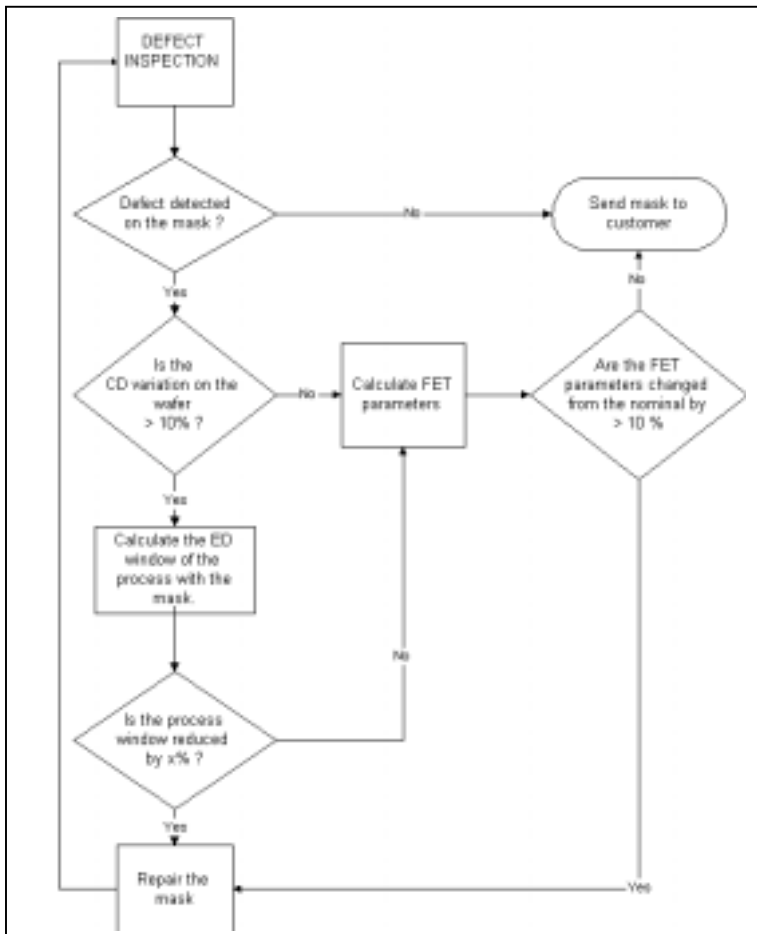 DEFECT
INSPECTION
Defect detected
on the mask ?
No
Send mask to
customer
Yes
No
Is the
CD variation on the
wafer
> 10% ?
No
Calculate FET
parameters
Are the FET
parameters changed
from the nominal by
> 10 %
Yes
Calculate the ED
window of the
process with the
mask.
No
Is the process
window reduced
by x% ?
Yes
Repair the
mask
Yes